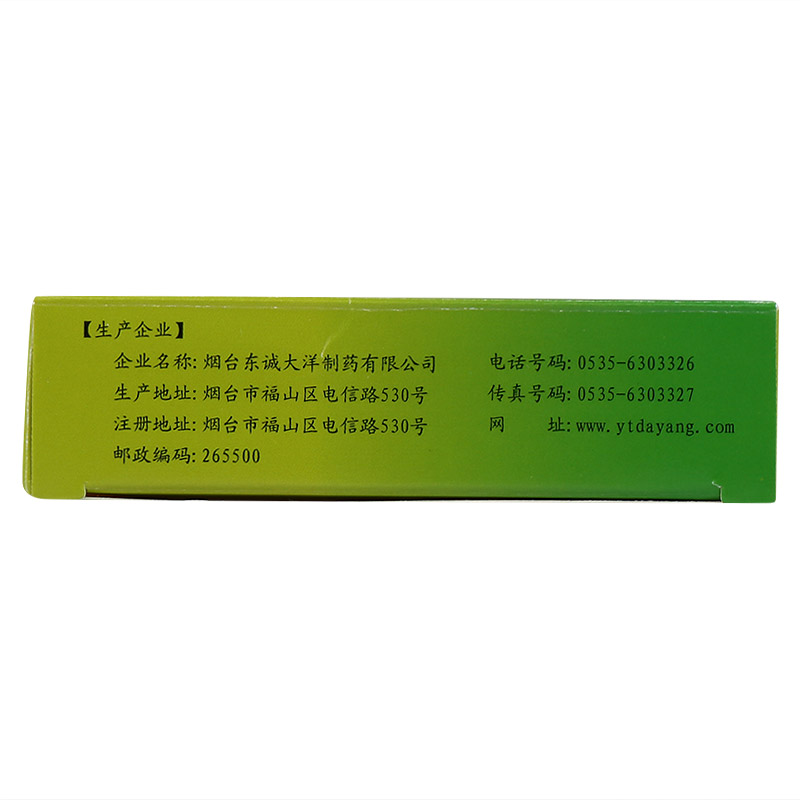 【生产企业】
企业名称: 烟台东诚大洋制药有限公司 电话号码: 0535-6303326
生产地址: 烟台市福山区电信路530号 传真号码: 0535-6303327
注册地址: 烟台市福山区电信路530号 网 址: www.ytdayang.com
邮政编码: 265500